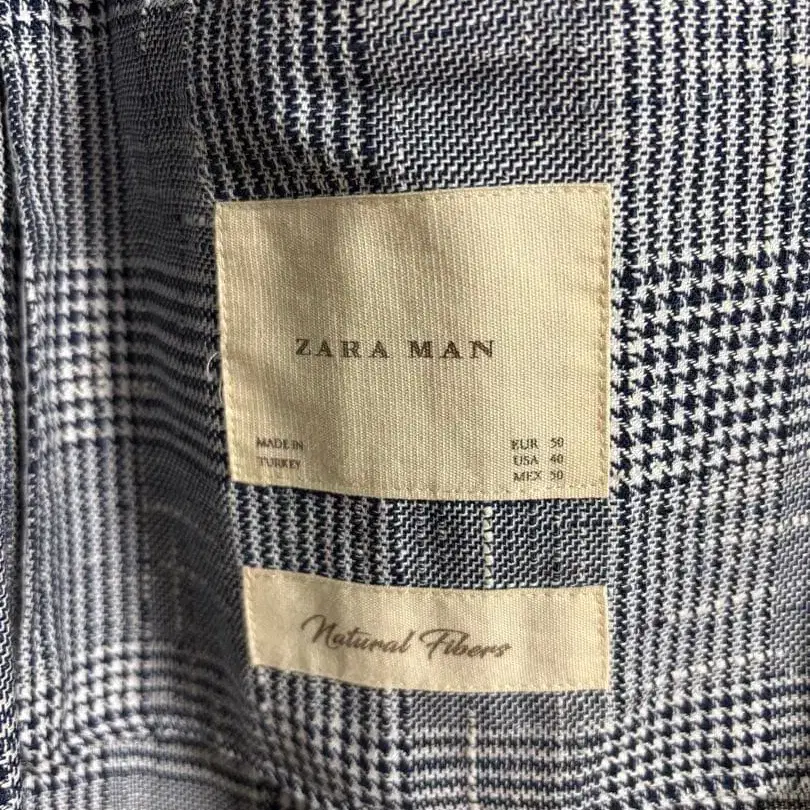 ZARA MAN
MADE IN
TURKEY
EUR 50
USA 40
MEX 50
Natural Fibers